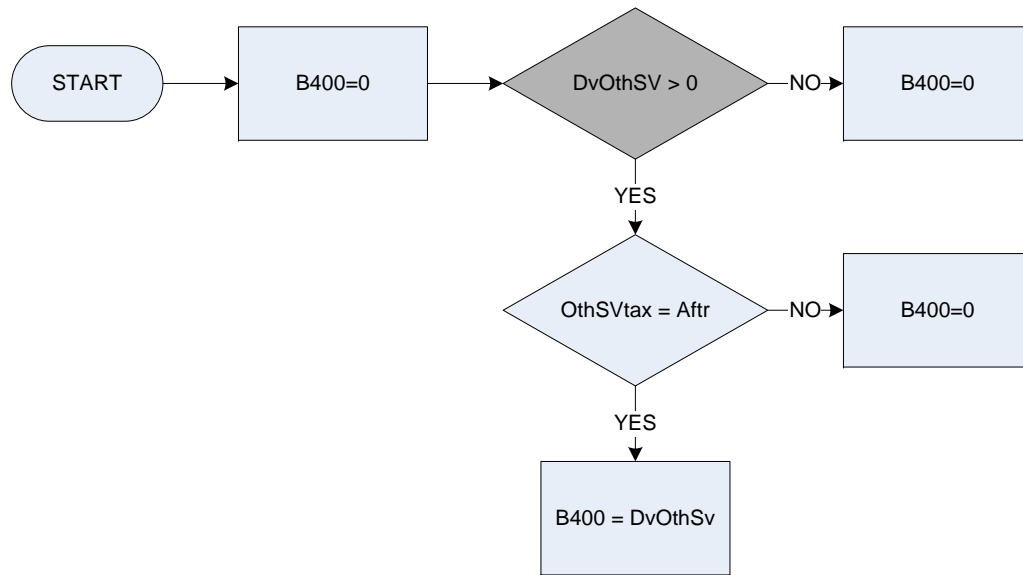 START
B400=0
DvOthSV > 0
NO
B400=0
YES
OthSVtax = Aftr
NO
B400=0
YES
B400 = DvOthSv